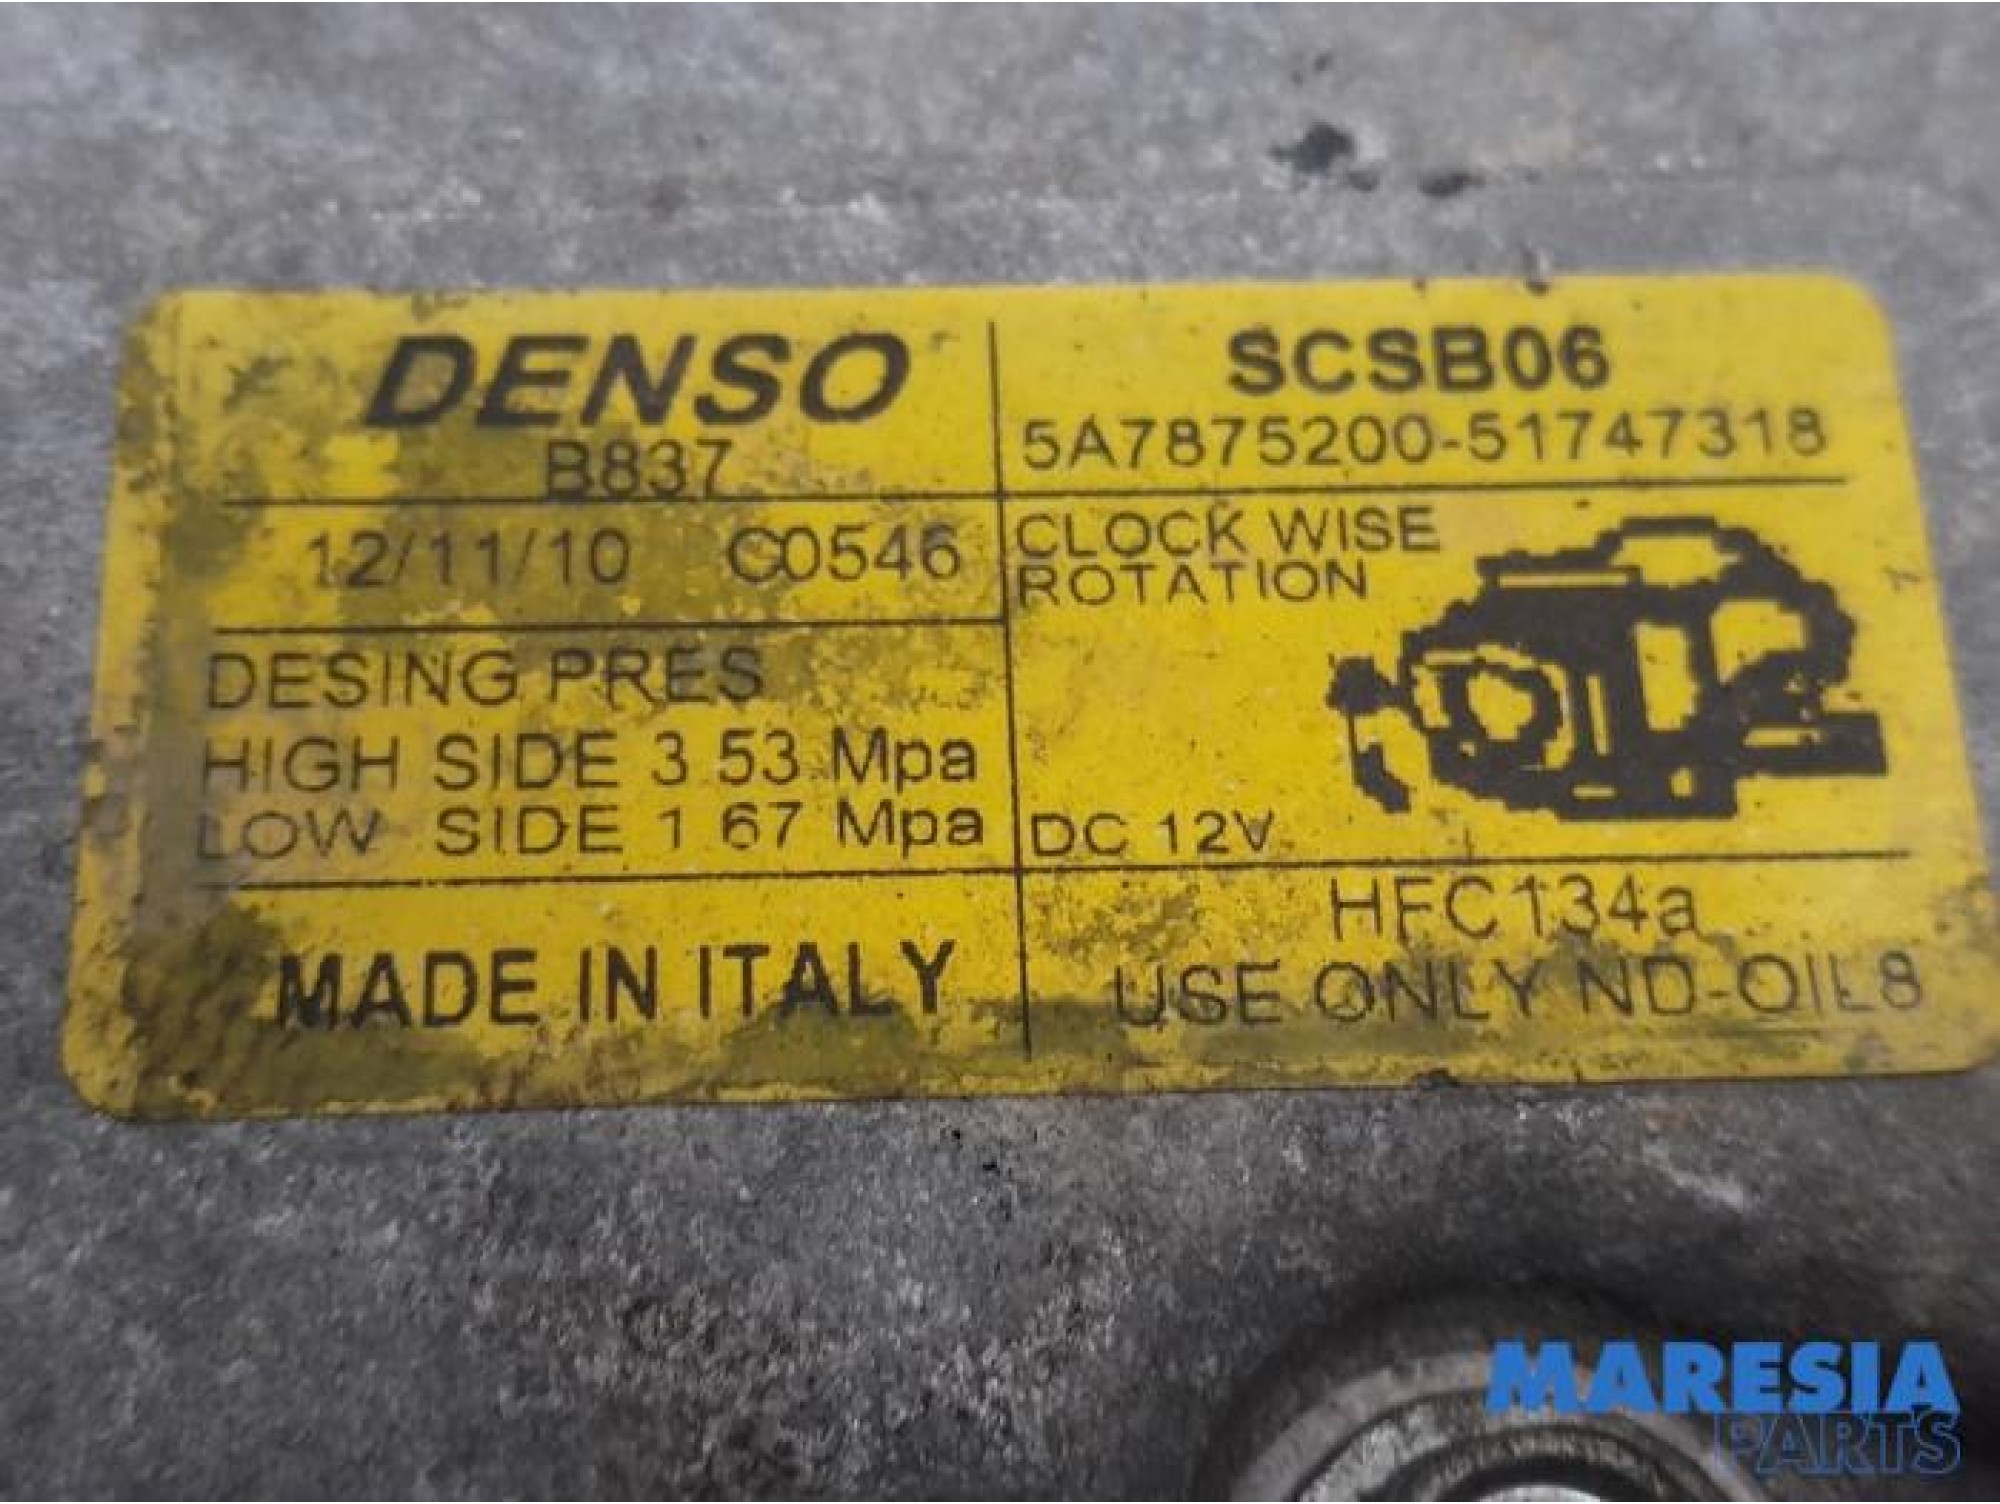 DENSO
B837
SCSB06
5A7875200-51747318
12/11/10 C0546
CLOCK WISE
ROTATION
DESING PRES
HIGH SIDE 3 53 Mpa
LOW SIDE 1 67 Mpa
DC 12V
MADE IN ITALY
HFC134a
USE ONLY ND-OIL8
MARESIA
PARTS